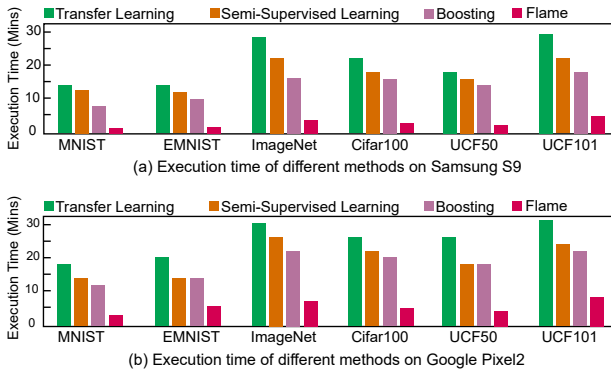 Transfer Learning Semi-Supervised Learning Boosting Flame
Execution Time (Mins)
30
20
10
0
MNIST EMNIST ImageNet Cifar100 UCF50 UCF101
(a) Execution time of different methods on Samsung S9
Transfer Learning Semi-Supervised Learning Boosting Flame
Execution Time (Mins)
30
20
10
0
MNIST EMNIST ImageNet Cifar100 UCF50 UCF101
(b) Execution time of different methods on Google Pixel2